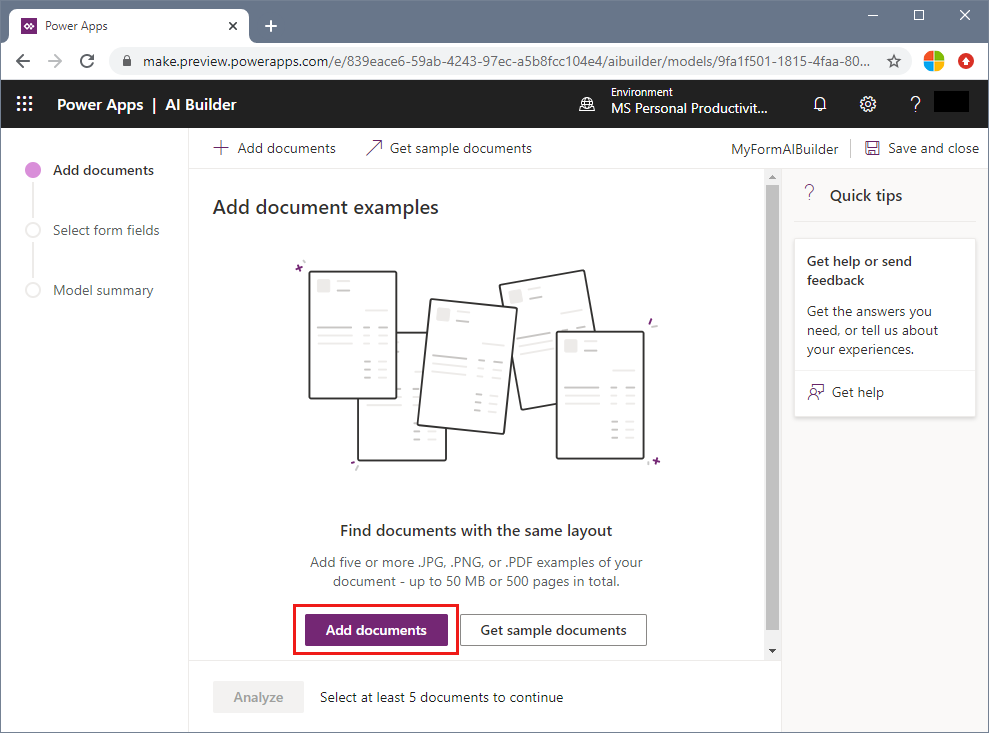 Power Apps
make.preview.powerapps.com/e/839eace6-59ab-4243-97ec-a5b8fcc104e4/aibuilder/models/9fa1f501-1815-4faa-80...
Power Apps | AI Builder
Environment
MS Personal Productivit...
?
Add documents
Select form fields
Model summary
Add documents
Get sample documents
MyFormAIBuilder
Save and close
Add document examples
Find documents with the same layout
Add five or more .JPG, .PNG, or .PDF examples of your
document - up to 50 MB or 500 pages in total.
Add documents
Get sample documents
Analyze
Select at least 5 documents to continue
? Quick tips
Get help or send
feedback
Get the answers you
need, or tell us about
your experiences.
Get help